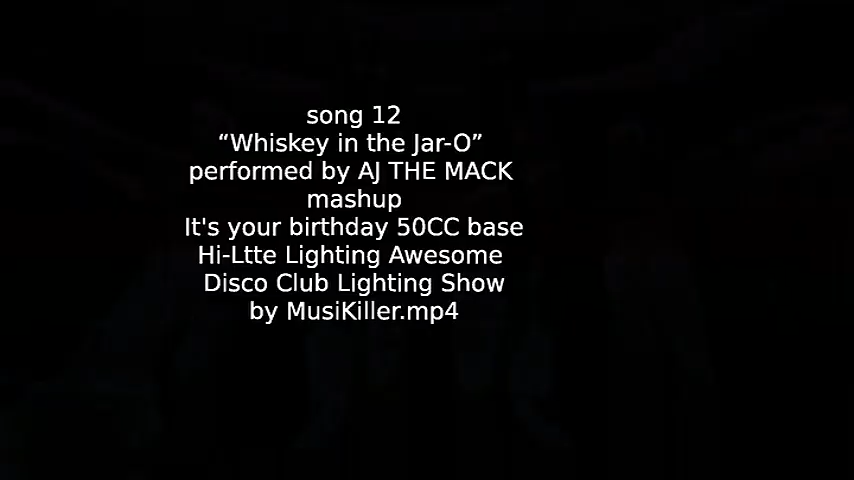 song 12
“Whiskey in the Jar-O”
performed by AJ THE MACK
mashup
It's your birthday 50CC base
Hi-Ltte Lighting Awesome
Disco Club Lighting Show
by MusiKiller.mp4